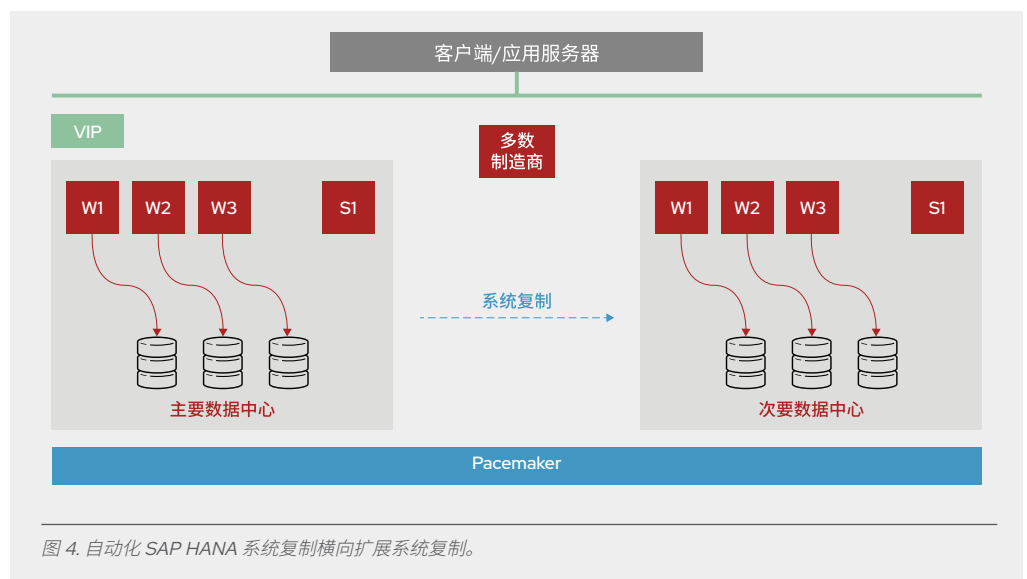 客户端/应用服务器
VIP
多数
制造商
W1 W2 W3 S1
W1 W2 W3 S1
系统复制
主要数据中心
次要数据中心
Pacemaker
图 4. 自动化 SAP HANA 系统复制横向扩展系统复制。